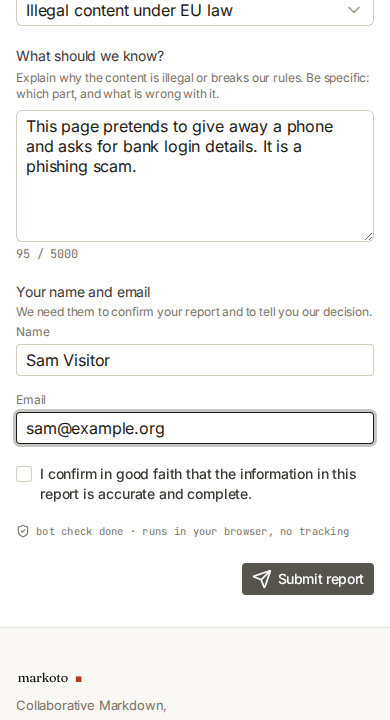 Illegal content under EU law
What should we know?
Explain why the content is illegal or breaks our rules. Be specific:
which part, and what is wrong with it.
This page pretends to give away a phone
and asks for bank login details. It is a
phishing scam.
95 / 5000
Your name and email
We need them to confirm your report and to tell you our decision.
Name
Sam Visitor
Email
sam@example.org
I confirm in good faith that the information in this
report is accurate and complete.
bot check done · runs in your browser, no tracking
Submit report
markoto
Collaborative Markdown,